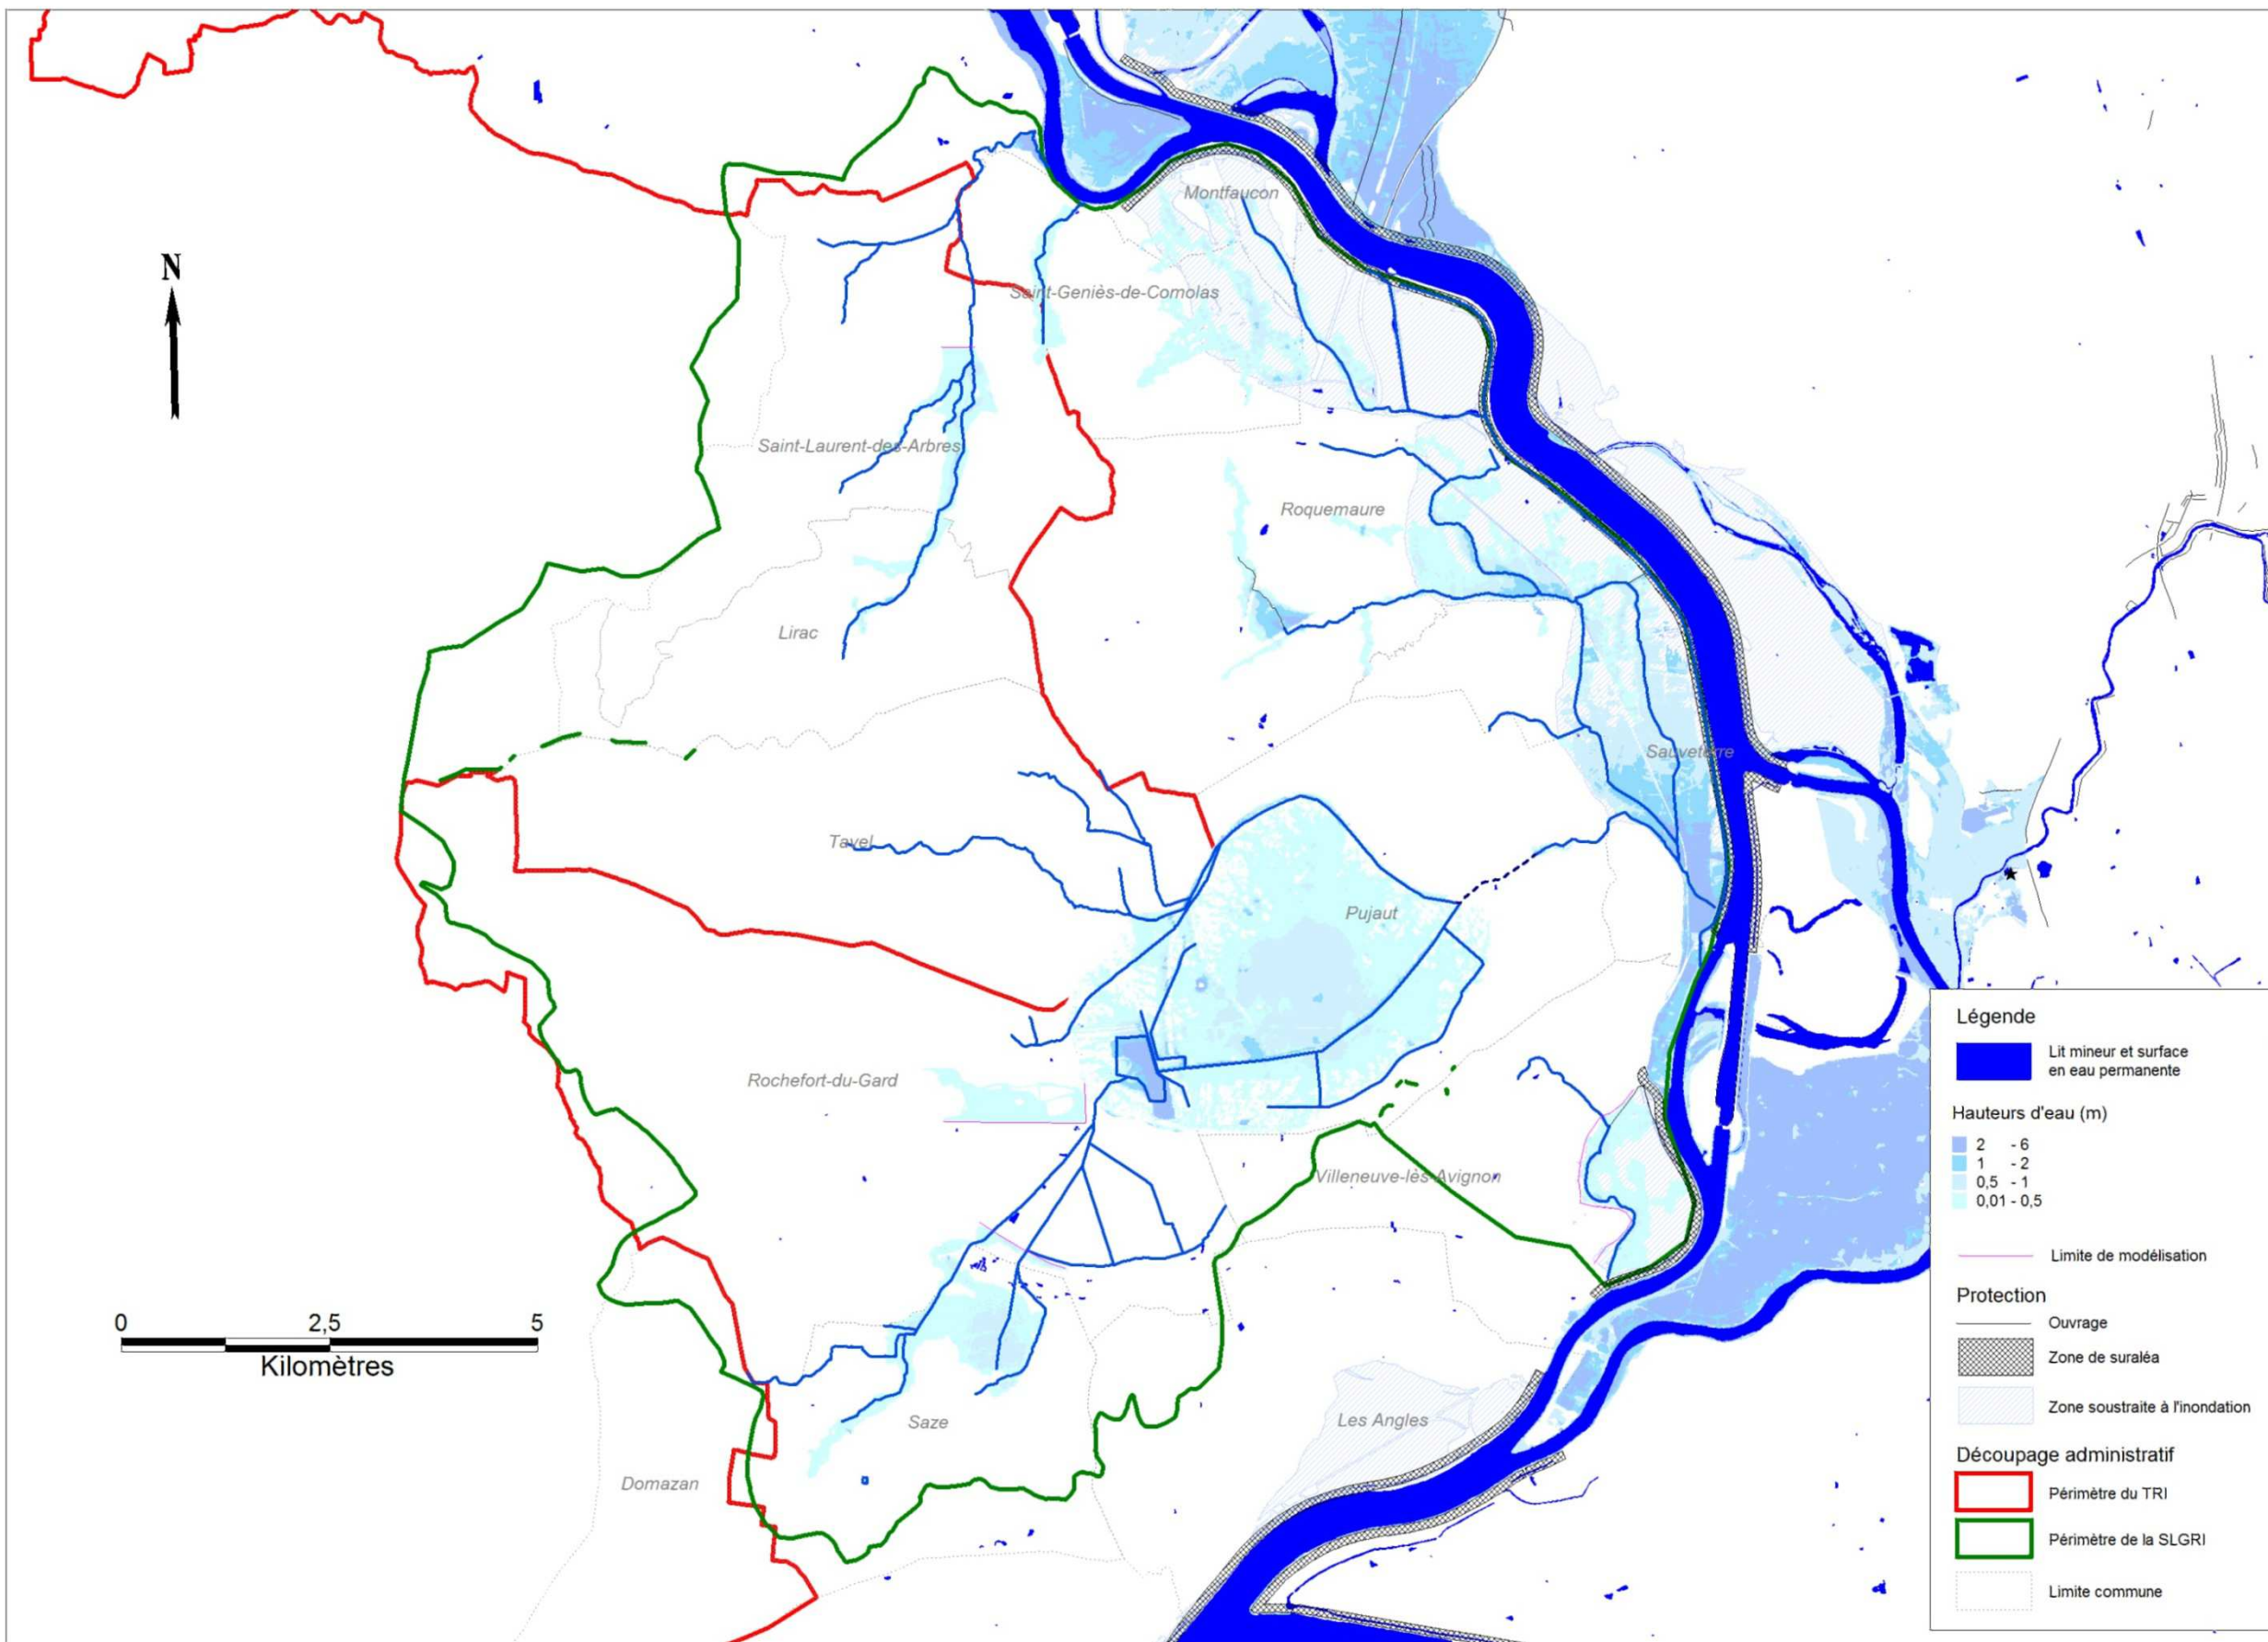 Montfaucon
N
Saint-Geniès-de-Comolas
Saint-Laurent-des-Arbres
Roquemaure
Lirac
Sauveterre
Tavel
Pujaut
Rochefort-du-Gard
Villeneuve-lès-Avignon
Saze
Les Angles
Domazan
0 2,5 5
Kilomètres
Légende
Lit mineur et surface
en eau permanente
Hauteurs d'eau (m)
2 - 6
1 - 2
0,5 - 1
0,01 - 0,5
Limite de modélisation
Protection
Ouvrage
Zone de suraléa
Zone soustraite à l'inondation
Découpage administratif
Périmètre du TRI
Périmètre de la SLGRI
Limite commune